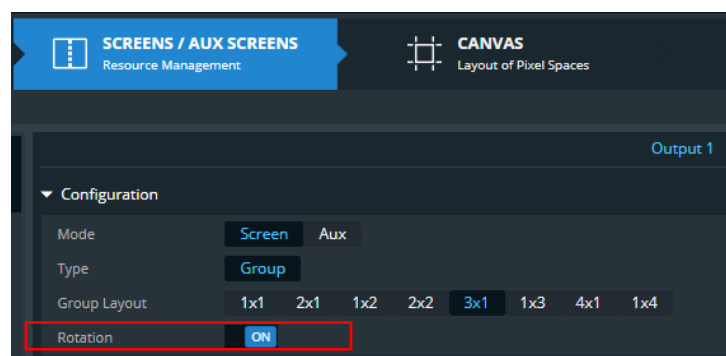 SCREENS / AUX SCREENS
Resource Management
CANVAS
Layout of Pixel Spaces
Output 1
Configuration
Mode Screen Aux
Type Group
Group Layout 1x1 2x1 1x2 2x2 3x1 1x3 4x1 1x4
Rotation ON